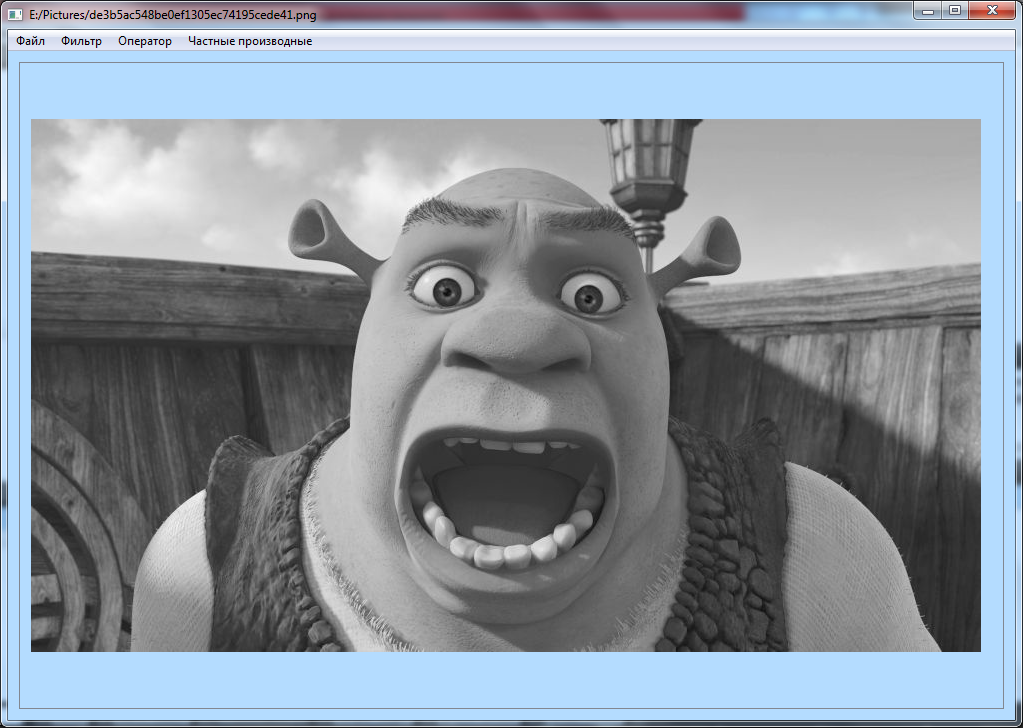 E:/Pictures/de3b5ac548be0ef1305ec74195cede41.png
Файл Фильтр Оператор Частные производные